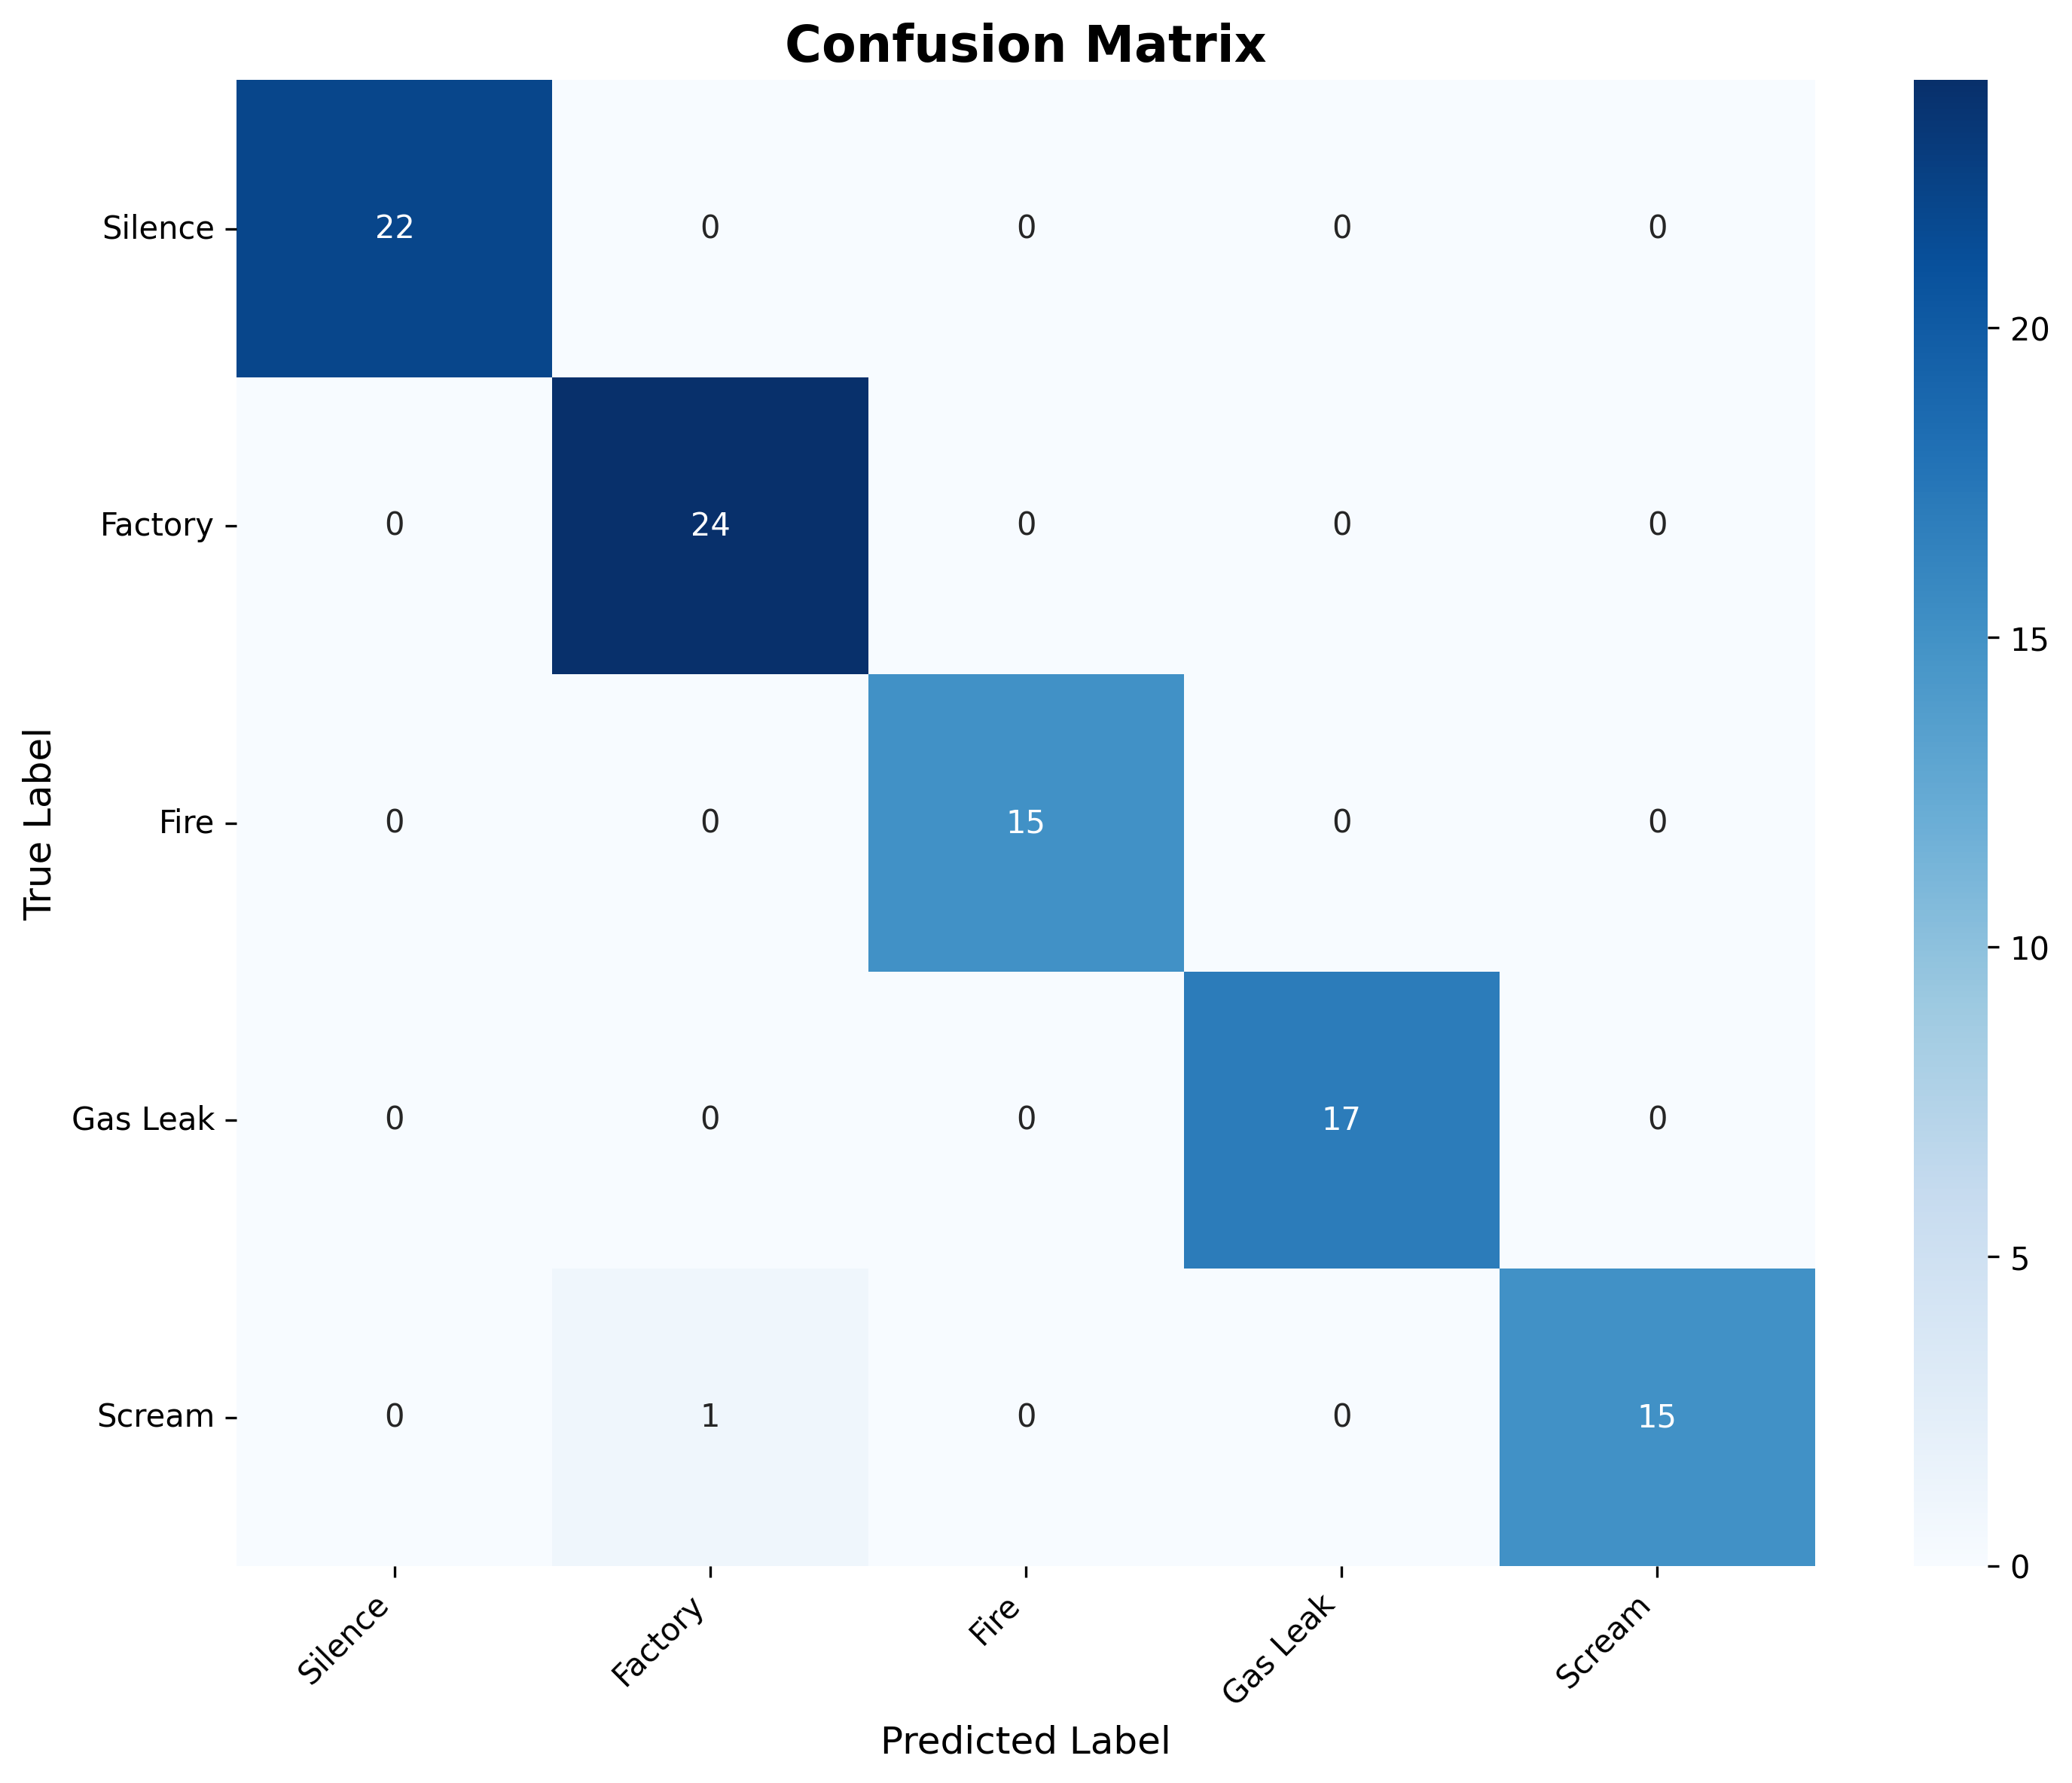 Confusion Matrix
Silence 22 0 0 0 0
Factory 0 24 0 0 0
Fire 0 0 15 0 0
Gas Leak 0 0 0 17 0
Scream 0 1 0 0 15
Silence Factory Fire Gas Leak Scream
Predicted Label
True Label
20
15
10
5
0